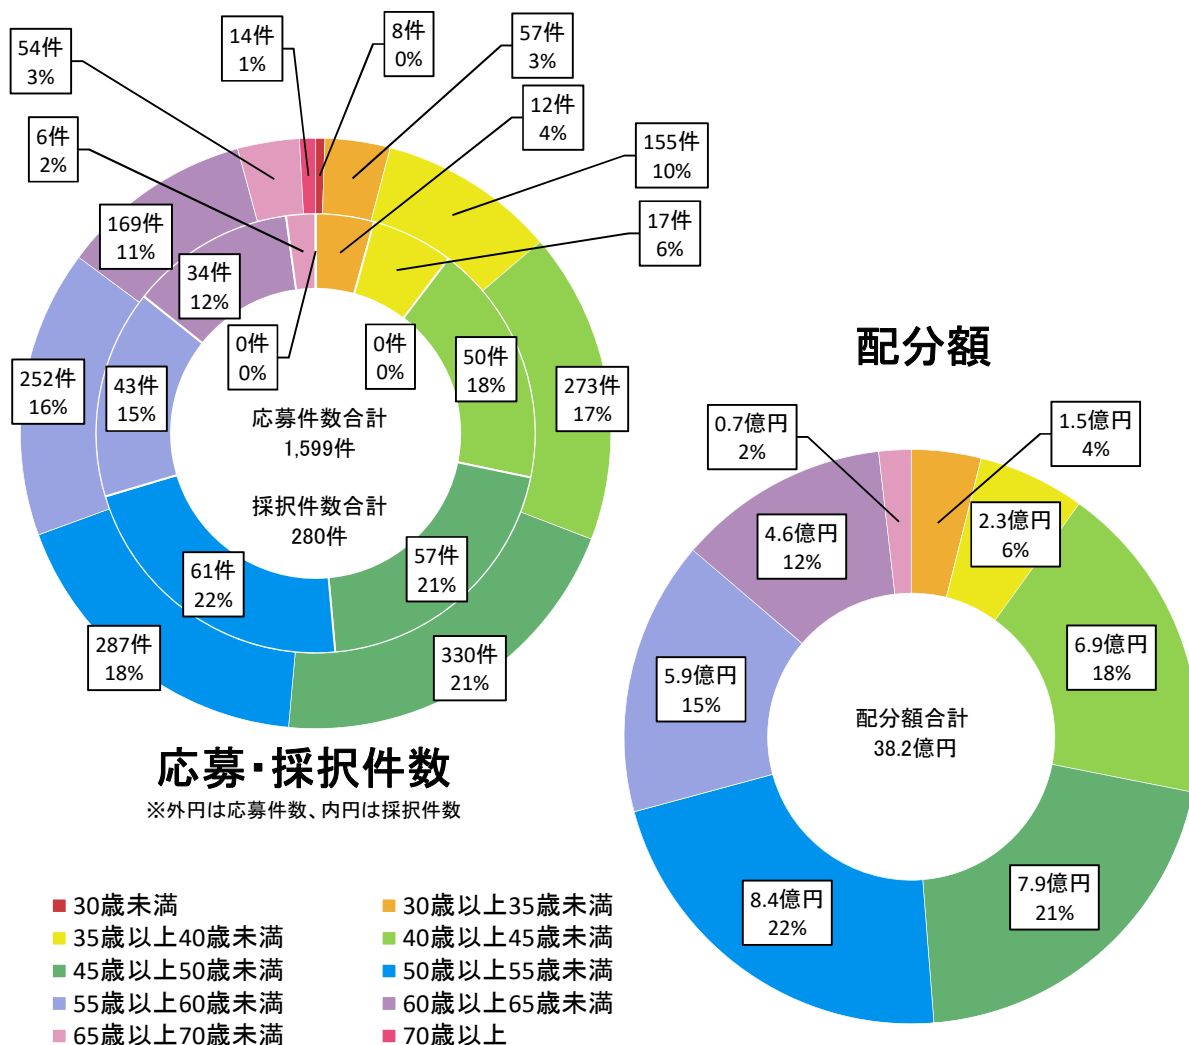 54件
3%
14件
1%
8件
0%
57件
3%
12件
4%
6件
2%
155件
10%
17件
6%
169件
11%
34件
12%
0件
0%
0件
0%
50件
18%
273件
17%
252件
16%
43件
15%
応募件数合計
1,599件
採択件数合計
280件
61件
22%
57件
21%
287件
18%
330件
21%
応募・採択件数
※外円は応募件数、内円は採択件数
配分額
0.7億円
2%
1.5億円
4%
4.6億円
12%
2.3億円
6%
5.9億円
15%
6.9億円
18%
配分額合計
38.2億円
8.4億円
22%
7.9億円
21%
30歳未満
30歳以上35歳未満
35歳以上40歳未満
40歳以上45歳未満
45歳以上50歳未満
50歳以上55歳未満
55歳以上60歳未満
60歳以上65歳未満
65歳以上70歳未満
70歳以上